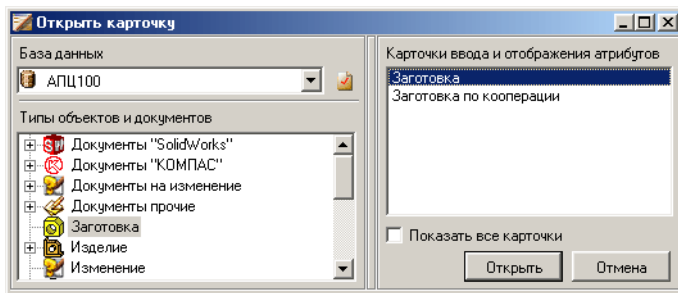 Открыть карточку
База данных
АПЦ100
Типы объектов и документов
Документы "SolidWorks"
Документы "КОМПАС"
Документы на изменение
Документы прочие
Заготовка
Изделие
Изменение
Карточки ввода и отображения атрибутов
Заготовка
Заготовка по кооперации
Показать все карточки
Открыть
Отмена